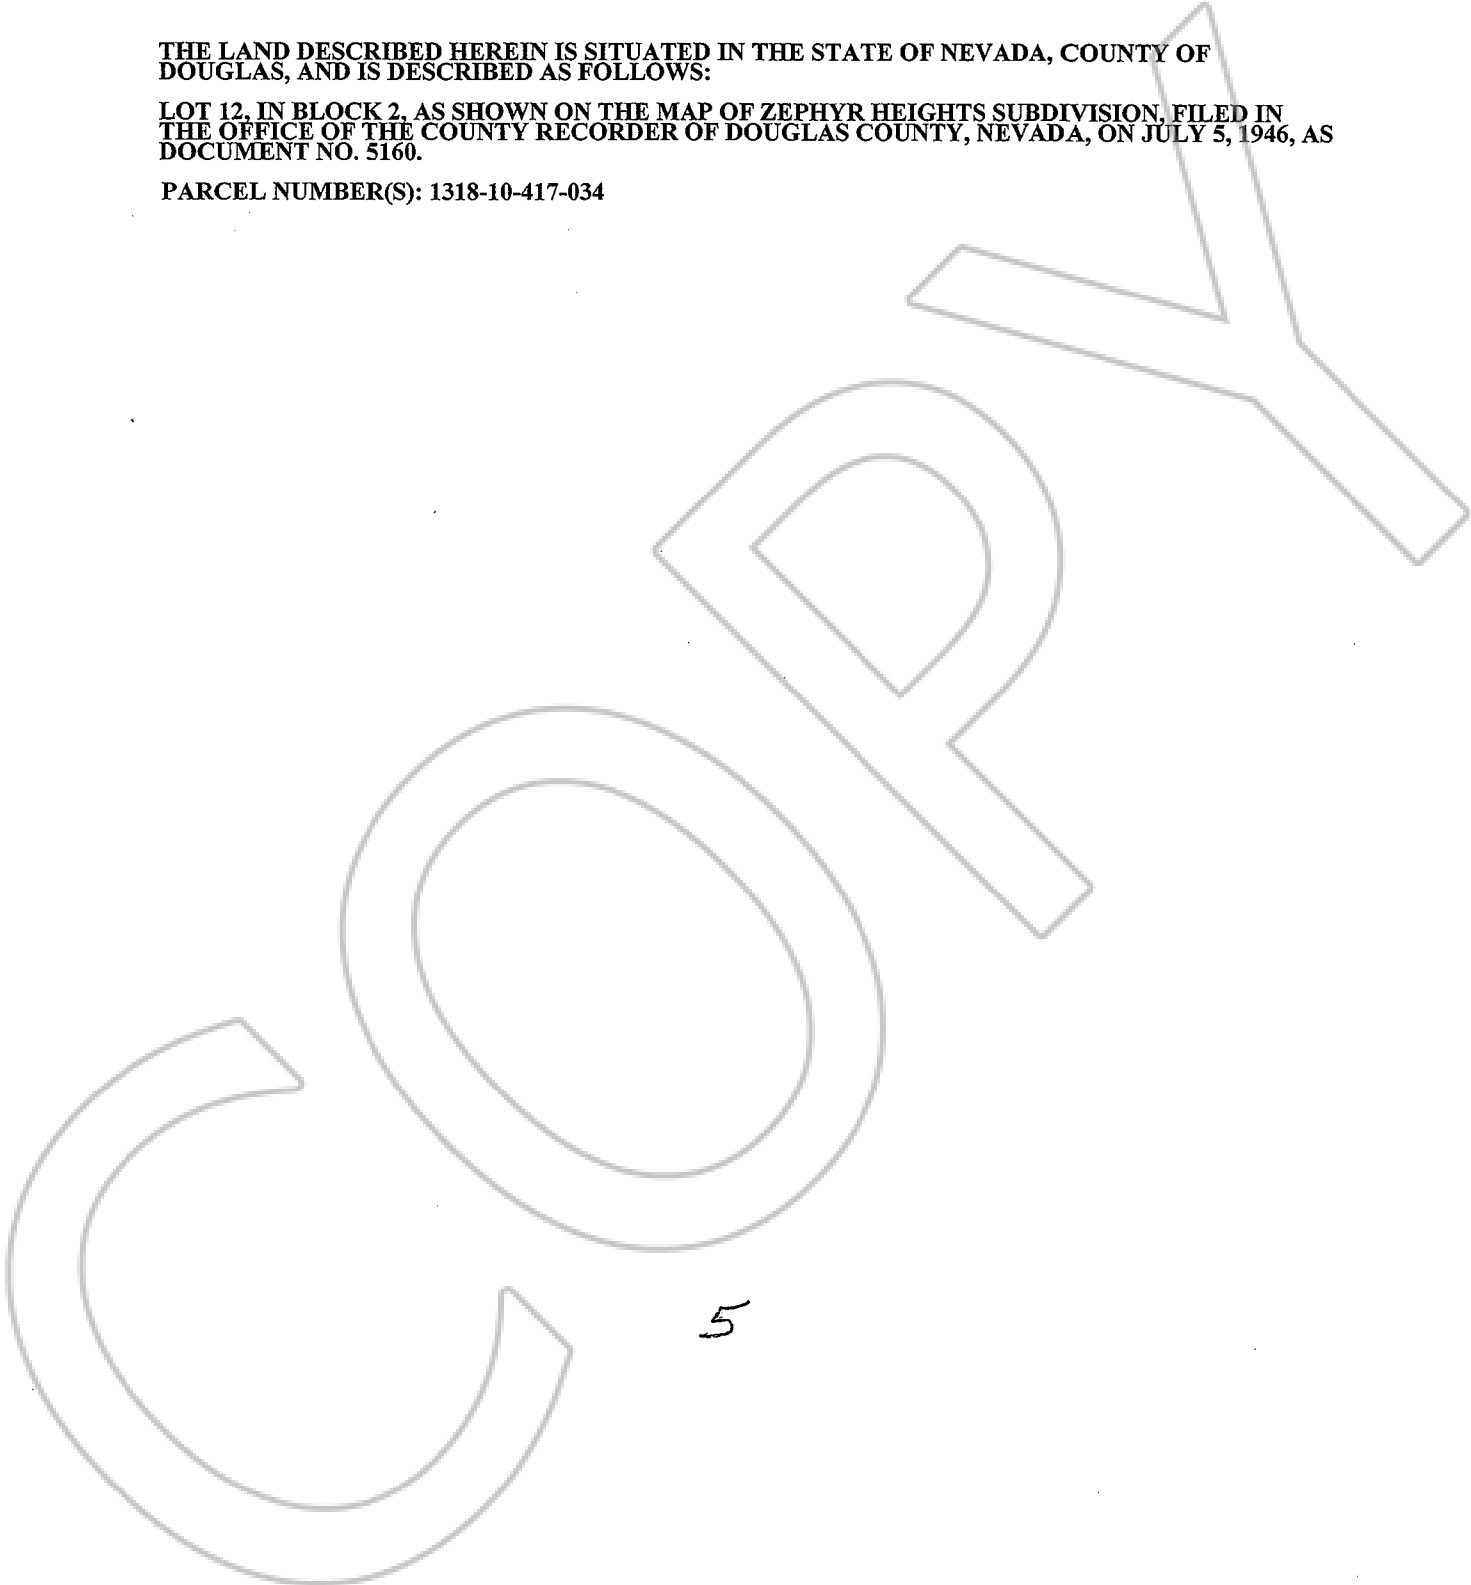 THE LAND DESCRIBED HEREIN IS SITUATED IN THE STATE OF NEVADA, COUNTY OF
DOUGLAS, AND IS DESCRIBED AS FOLLOWS:
LOT 12, IN BLOCK 2, AS SHOWN ON THE MAP OF ZEPHYR HEIGHTS SUBDIVISION, FILED IN
THE OFFICE OF THE COUNTY RECORDER OF DOUGLAS COUNTY, NEVADA, ON JULY 5, 1946, AS
DOCUMENT NO. 5160.
PARCEL NUMBER(S): 1318-10-417-034
COPY
5